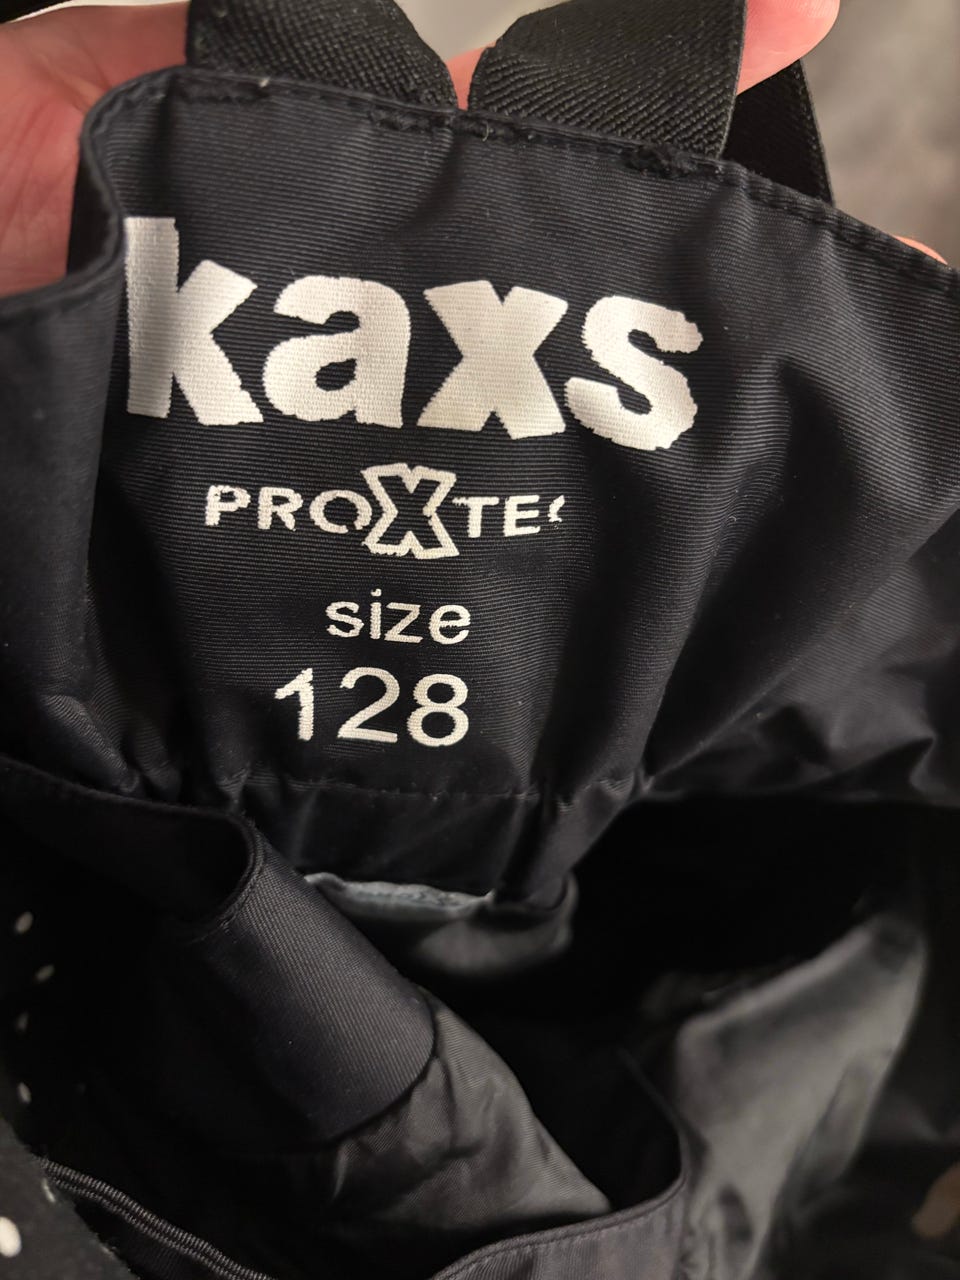 kaxs
PROXTEC
size
128